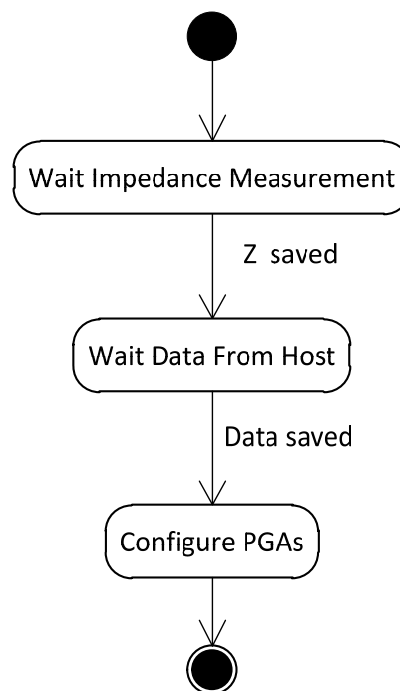 Wait Impedance Measurement
Z saved
Wait Data From Host
Data saved
Configure PGAs